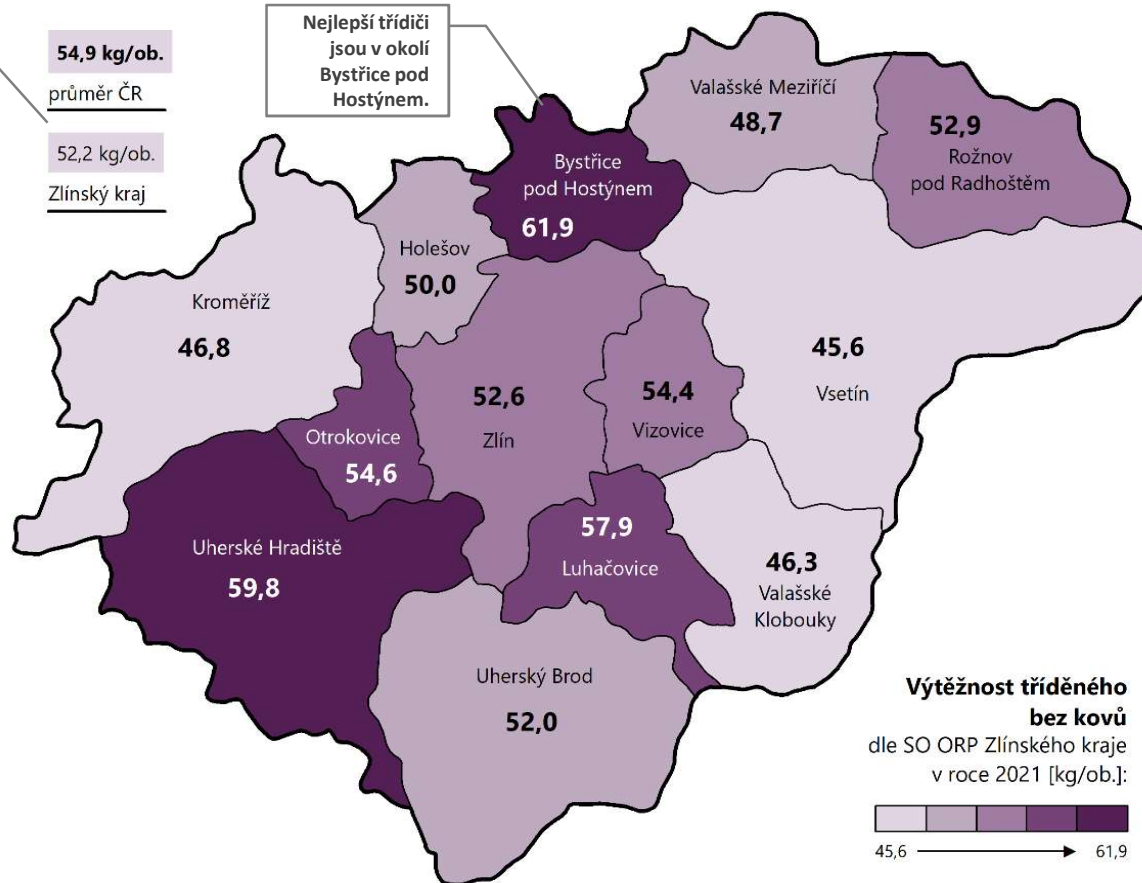 54,9 kg/ob.
průměr ČR
52,2 kg/ob.
Zlínský kraj
Nejlepší třídiči
jsou v okolí
Bystřice pod
Hostýnem.
Valašské Meziříčí
48,7
52,9
Rožnov
pod Radhoštěm
Bystřice
pod Hostýnem
61,9
Holešov
50,0
Kroměříž
46,8
45,6
Vsetín
52,6
Zlín
54,4
Vizovice
Otrokovice
54,6
57,9
Luhačovice
Uherské Hradiště
59,8
46,3
Valašské
Klobouky
Uherský Brod
52,0
Výtěžnost tříděného
bez kovů
dle SO ORP Zlínského kraje
v roce 2021 [kg/ob.]:
45,6 61,9